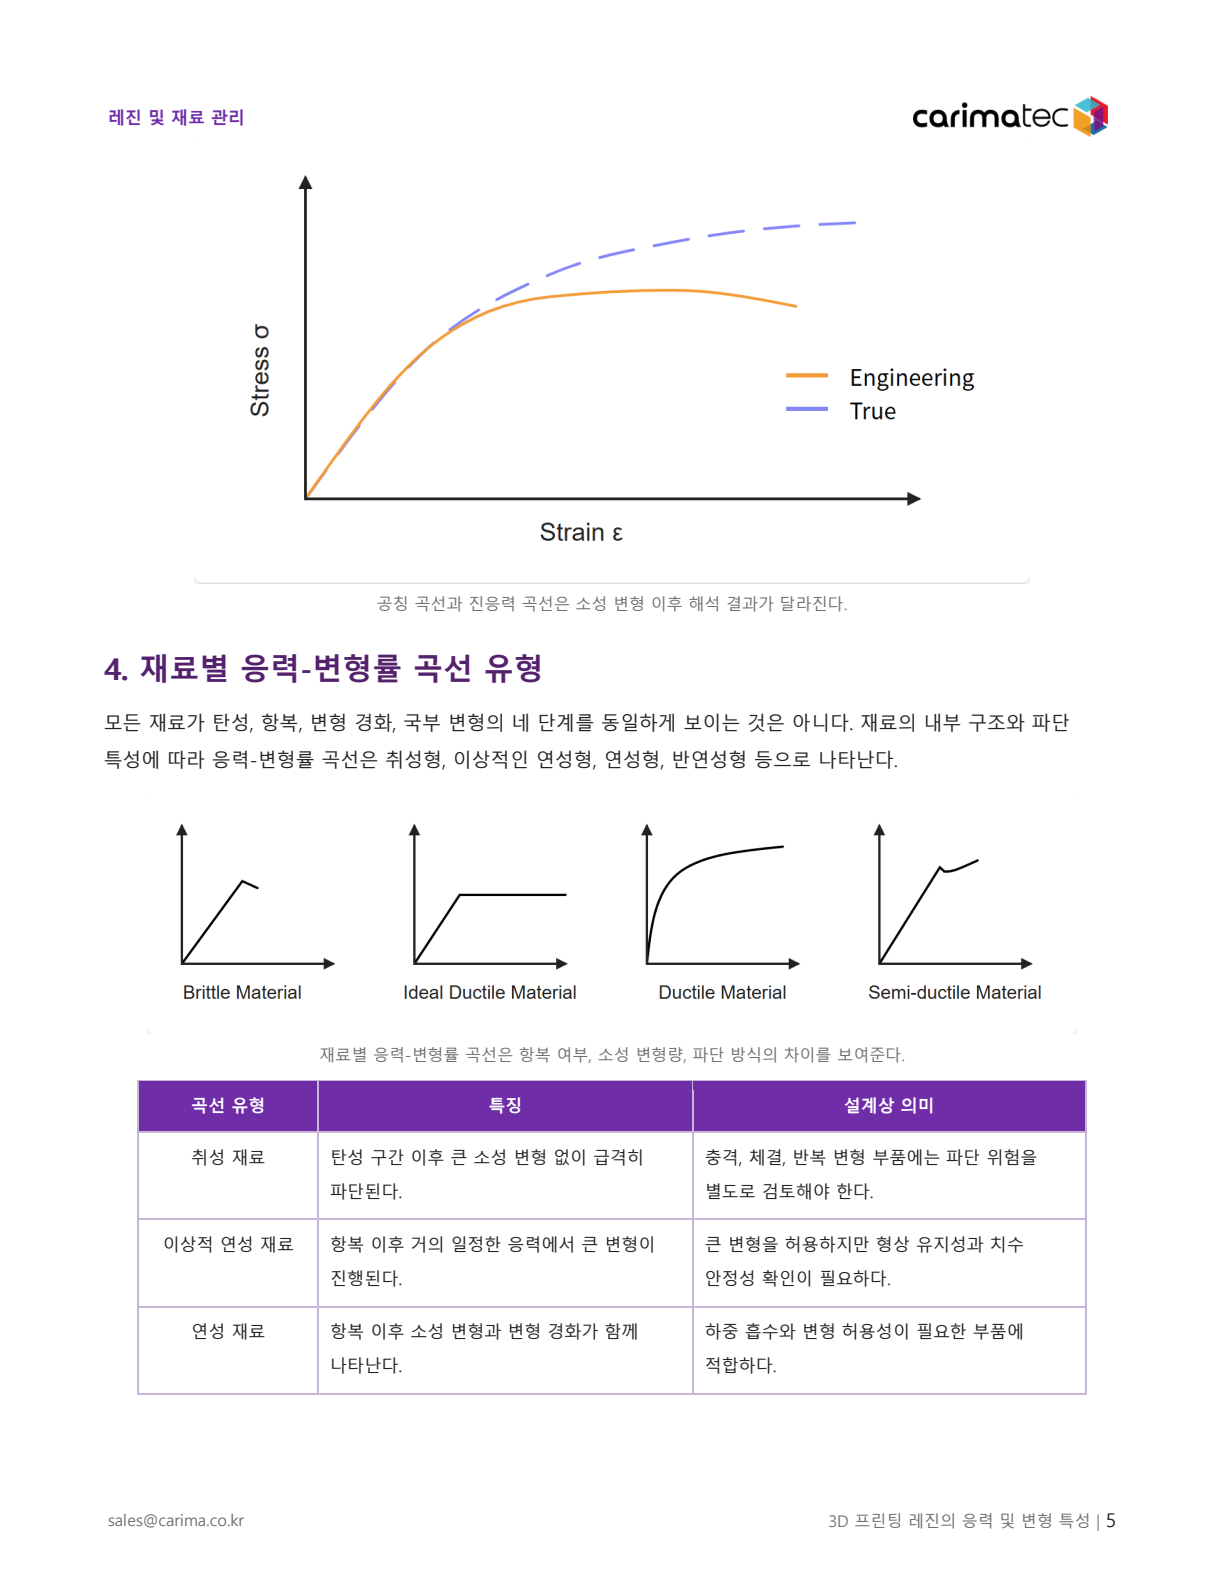 레진 및 재료 관리
carimatec
Stress σ
Engineering
True
Strain ε
공칭 곡선과 진응력 곡선은 소성 변형 이후 해석 결과가 달라진다.
4. 재료별 응력-변형률 곡선 유형
모든 재료가 탄성, 항복, 변형 경화, 국부 변형의 네 단계를 동일하게 보이는 것은 아니다. 재료의 내부 구조와 파단
특성에 따라 응력-변형률 곡선은 취성형, 이상적인 연성형, 연성형, 반연성형 등으로 나타난다.
Brittle Material
Ideal Ductile Material
Ductile Material
Semi-ductile Material
재료별 응력-변형률 곡선은 항복 여부, 소성 변형량, 파단 방식의 차이를 보여준다.
곡선 유형
특징
설계상 의미
취성 재료
탄성 구간 이후 큰 소성 변형 없이 급격히
파단된다.
충격, 체결, 반복 변형 부품에는 파단 위험을
별도로 검토해야 한다.
이상적 연성 재료
항복 이후 거의 일정한 응력에서 큰 변형이
진행된다.
큰 변형을 허용하지만 형상 유지성과 치수
안정성 확인이 필요하다.
연성 재료
항복 이후 소성 변형과 변형 경화가 함께
나타난다.
하중 흡수와 변형 허용성이 필요한 부품에
적합하다.
sales@carima.co.kr
3D 프린팅 레진의 응력 및 변형 특성 | 5